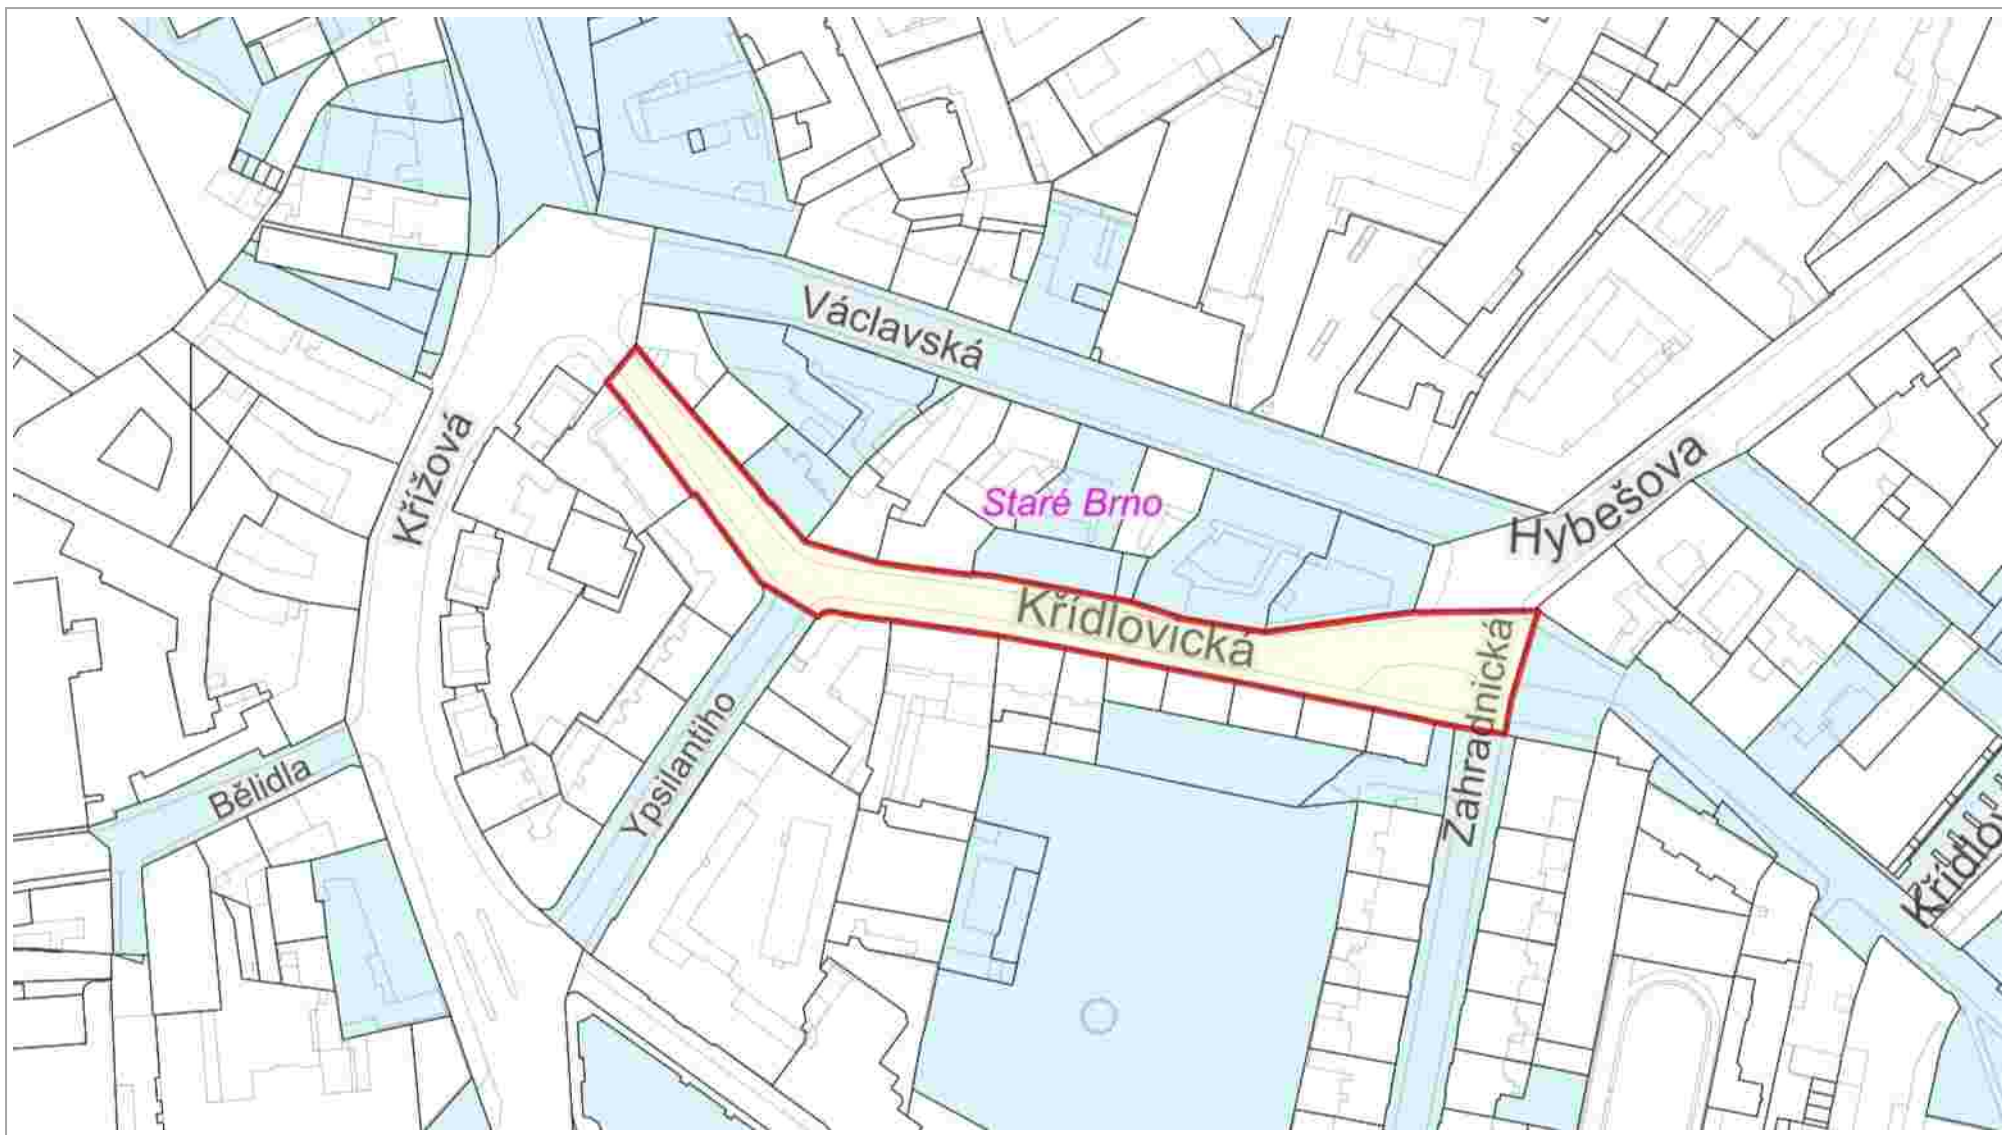 Václavská
Křížová
Staré Brno
Hybešova
Křídlovická
Zahradnická
Ypsilantiho
Bělidla